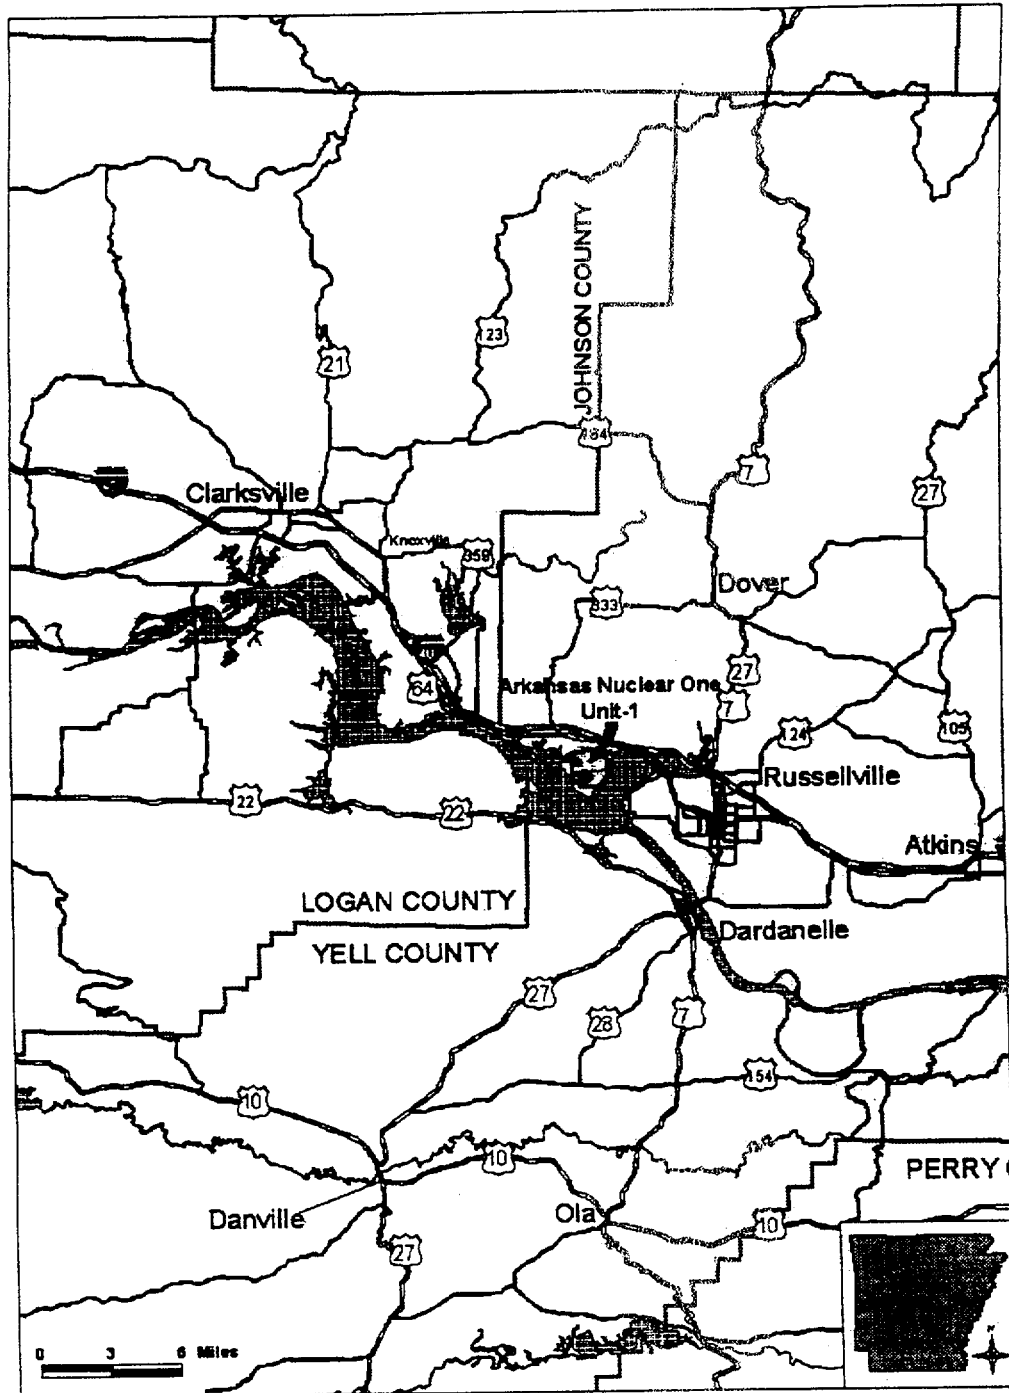 JOHNSON COUNTY
123
21
164
7
27
Clarksville
Knoxville
359
Dover
333
27
64
Arkansas Nuclear One
Unit-1
7
124
105
Russellville
22
22
Atkins
LOGAN COUNTY
Dardanelle
YELL COUNTY
27
28
7
154
10
10
PERRY C
Danville
Ola
10
27
0 3 6 Miles
N